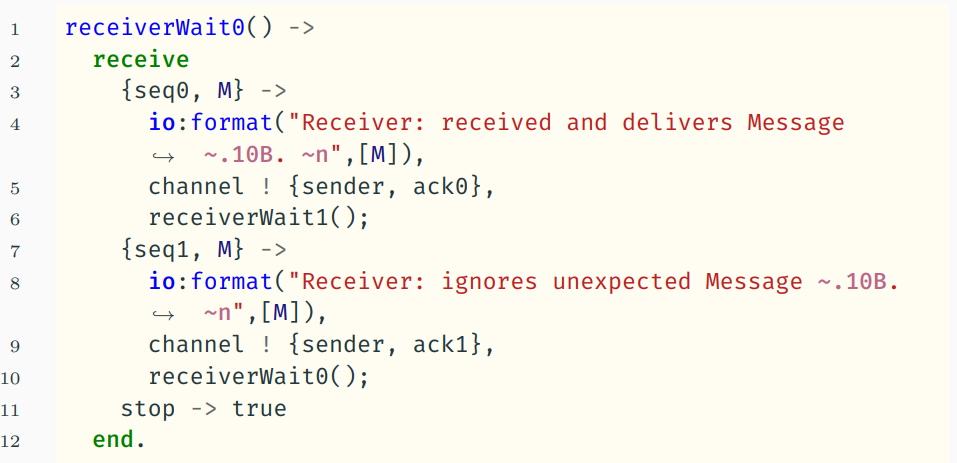 1 receiverWait0() ->
2   receive
3     {seq0, M} ->
4       io:format("Receiver: received and delivers Message
        ↪ ~.10B. ~n",[M]),
5       channel ! {sender, ack0},
6       receiverWait1();
7     {seq1, M} ->
8       io:format("Receiver: ignores unexpected Message ~.10B.
        ↪ ~n",[M]),
9       channel ! {sender, ack1},
10       receiverWait0();
11     stop -> true
12   end.